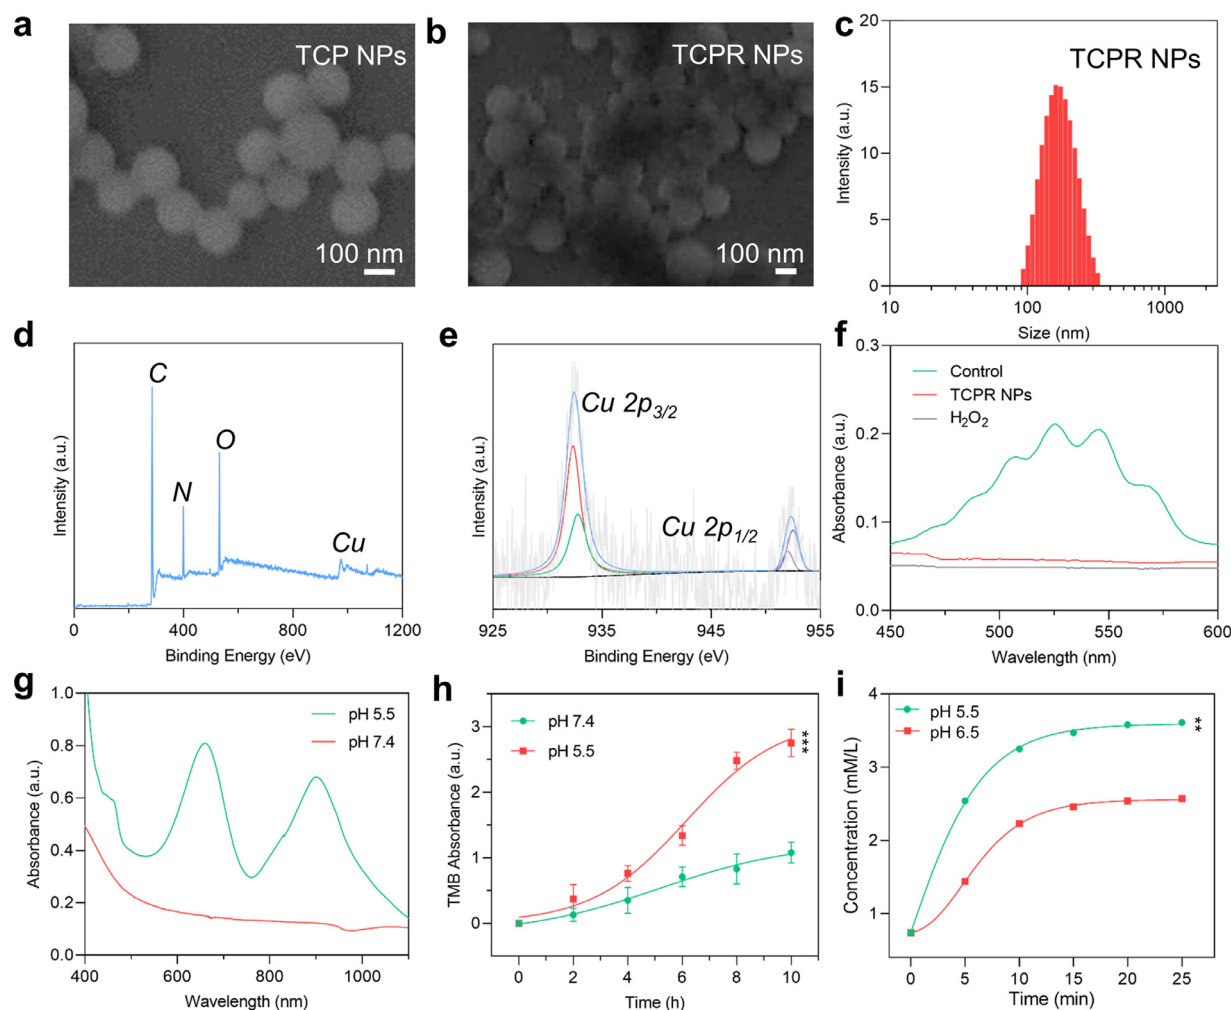 a
TCP NPs
100 nm
b
TCPR NPs
100 nm
c
TCPR NPs
Intensity (a.u.)
20
15
10
5
0
10
100
1000
Size (nm)
d
C
N
O
Cu
Intensity (a.u.)
0
400
800
1200
Binding Energy (eV)
e
Cu 2p3/2
Cu 2p1/2
Intensity (a.u.)
925
935
945
955
Binding Energy (eV)
f
Control
TCPR NPs
H2O2
Absorbance (a.u.)
0.3
0.2
0.1
0.0
450
500
550
600
Wavelength (nm)
g
pH 5.5
pH 7.4
Absorbance (a.u.)
1.0
0.8
0.6
0.4
0.2
0.0
400
600
800
1000
Wavelength (nm)
h
pH 7.4
pH 5.5
***
TMB Absorbance (a.u.)
3
2
1
0
0
2
4
6
8
10
Time (h)
i
pH 5.5
pH 6.5
**
Concentration (mM/L)
4
3
2
1
0
5
10
15
20
25
Time (min)